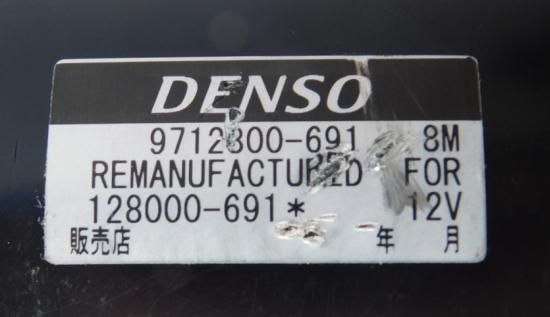 DENSO
9712800-691 8M
REMANUFACTURED FOR
128000-691* 12V
販売店 年 月